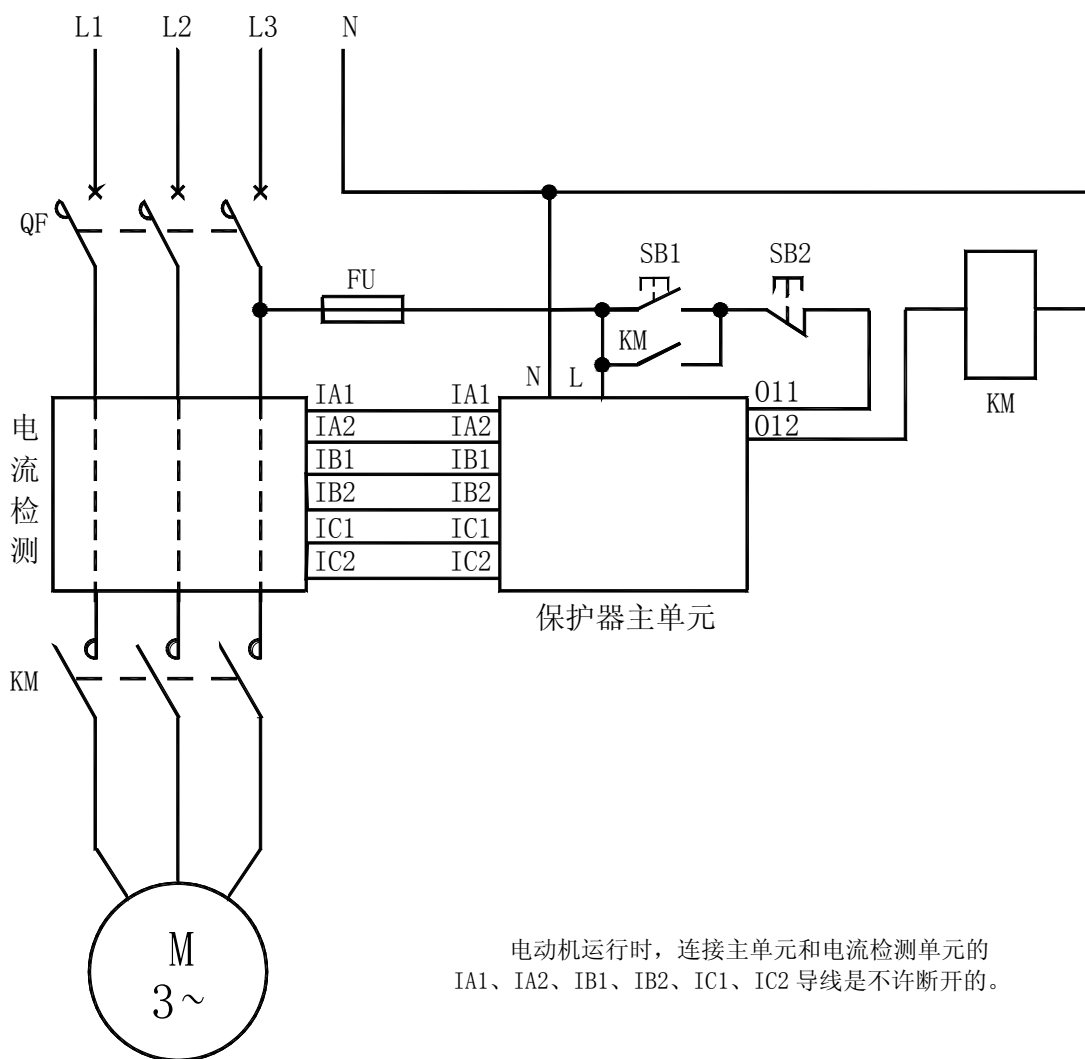 L1 L2 L3 N
QF
FU
SB1 SB2
KM
N L
KM
IA1 IA1
IA2 IA2
IB1 IB1
IB2 IB2
IC1 IC1
IC2 IC2
O11
O12
电流检测
保护器主单元
KM
M
3~
电动机运行时，连接主单元和电流检测单元的
IA1、IA2、IB1、IB2、IC1、IC2 导线是不许断开的。